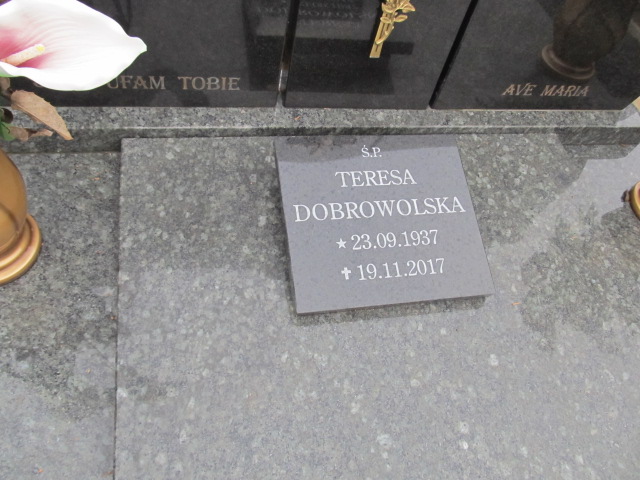 UFAM TOBIE
AVE MARIA
Ś.P.
TERESA
DOBROWOLSKA
★ 23.09.1937
✝ 19.11.2017